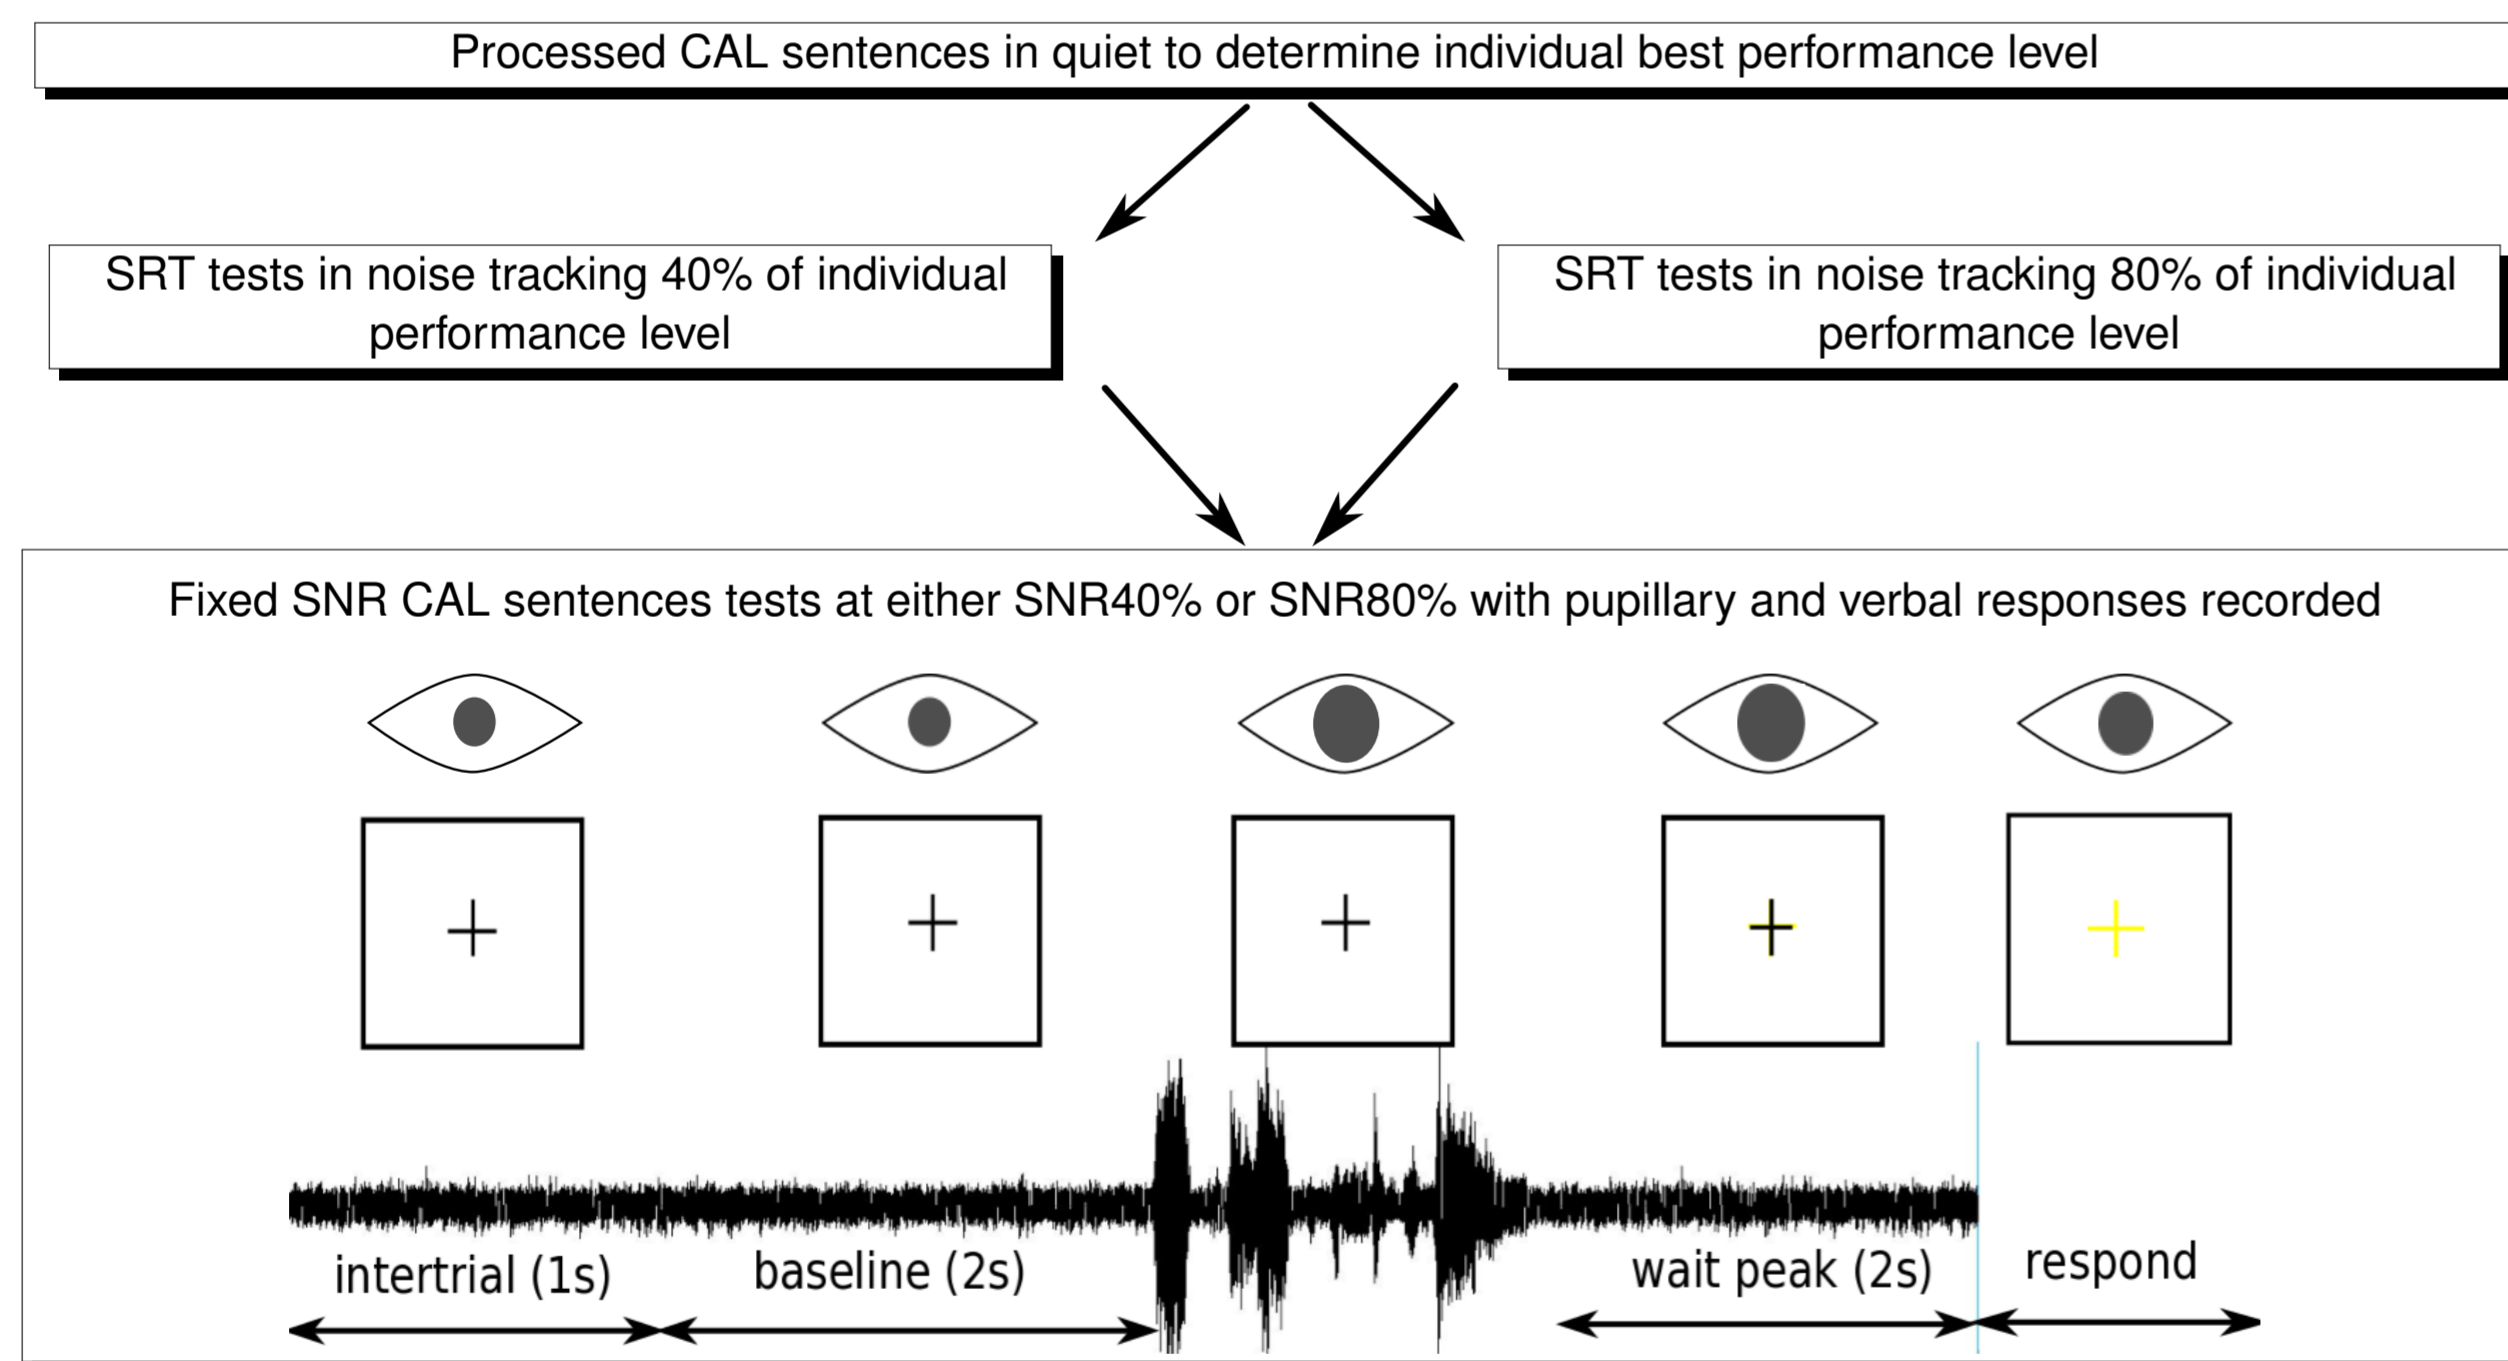 Processed CAL sentences in quiet to determine individual best performance level
SRT tests in noise tracking 40% of individual
performance level
SRT tests in noise tracking 80% of individual
performance level
Fixed SNR CAL sentences tests at either SNR40% or SNR80% with pupillary and verbal responses recorded
intertrial (1s)
baseline (2s)
wait peak (2s)
respond